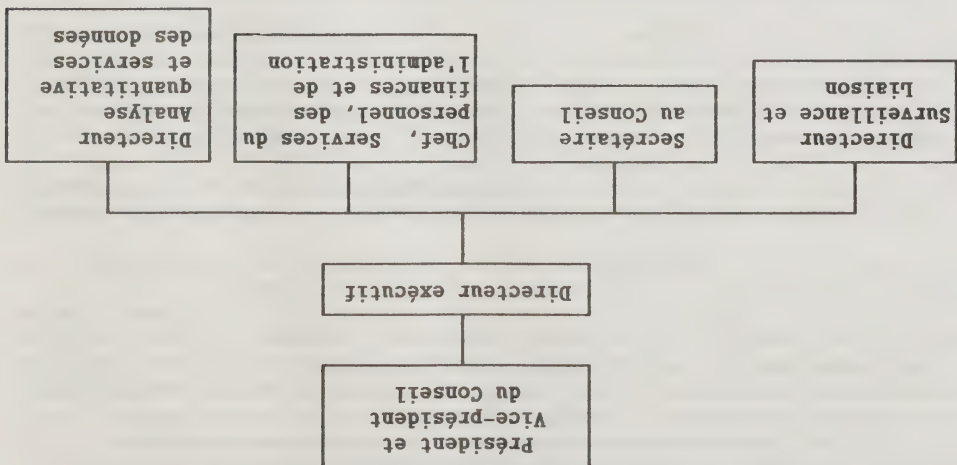 Président et
Vice-président
du Conseil
Directeur exécutif
Directeur
Surveillance et
Liaison
Secrétaire
au Conseil
Chef, Services du
personnel, des
finances et de
l'administration
Directeur
Analyse
quantitative
et services
des données